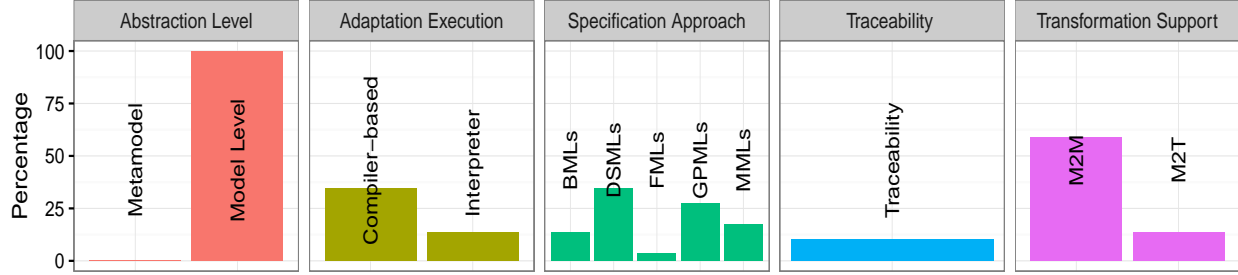 Abstraction Level
Adaptation Execution
Specification Approach
Traceability
Transformation Support
Percentage
100
75
50
25
0
Metamodel
Model Level
Compiler−based
Interpreter
BMLs
DSMLs
FMLs
GPMLs
MMLs
Traceability
M2M
M2T